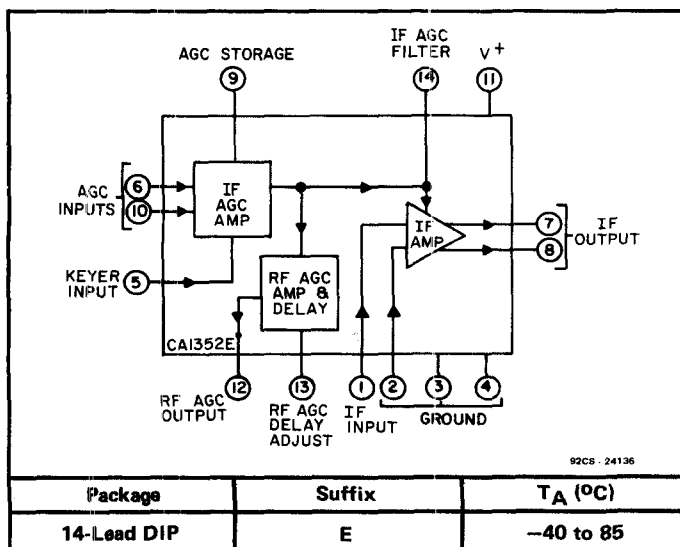 AGC STORAGE
9
IF AGC
FILTER
14
V+
11
AGC
INPUTS
6
10
IF
AGC
AMP
IF
AMP
7
8
IF
OUTPUT
KEYER
INPUT
5
RF AGC
AMP &
DELAY
CA1352E
12
13
1
2
3
4
RF AGC
OUTPUT
RF AGC
DELAY
ADJUST
IF
INPUT
GROUND
92CS - 24136
Package Suffix TA (°C)
14-Lead DIP E −40 to 85